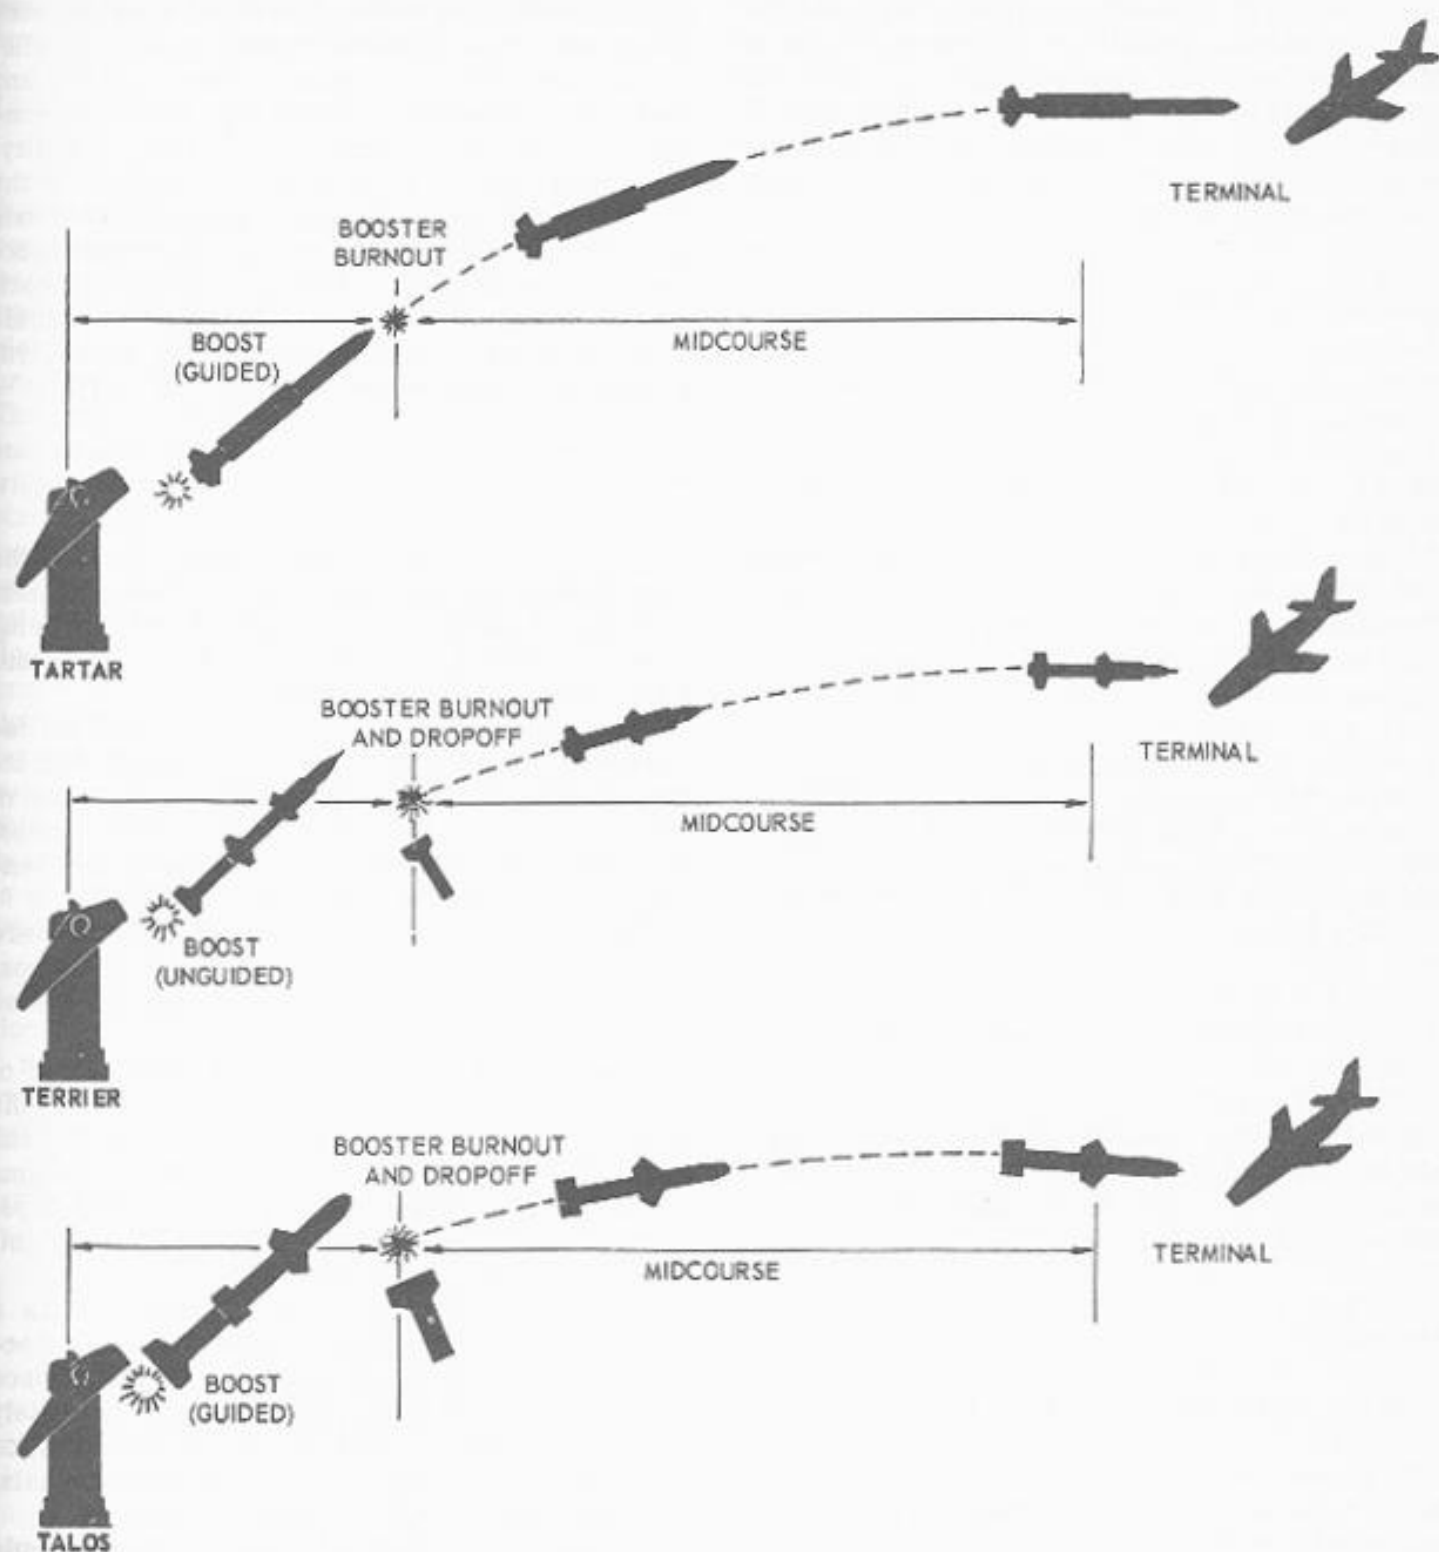 TERMINAL
BOOSTER
BURNOUT
BOOST
(GUIDED)
MIDCOURSE
TARTAR
BOOSTER BURNOUT
AND DROPOFF
TERMINAL
MIDCOURSE
BOOST
(UNGUIDED)
TERRIER
BOOSTER BURNOUT
AND DROPOFF
TERMINAL
MIDCOURSE
BOOST
(GUIDED)
TALOS